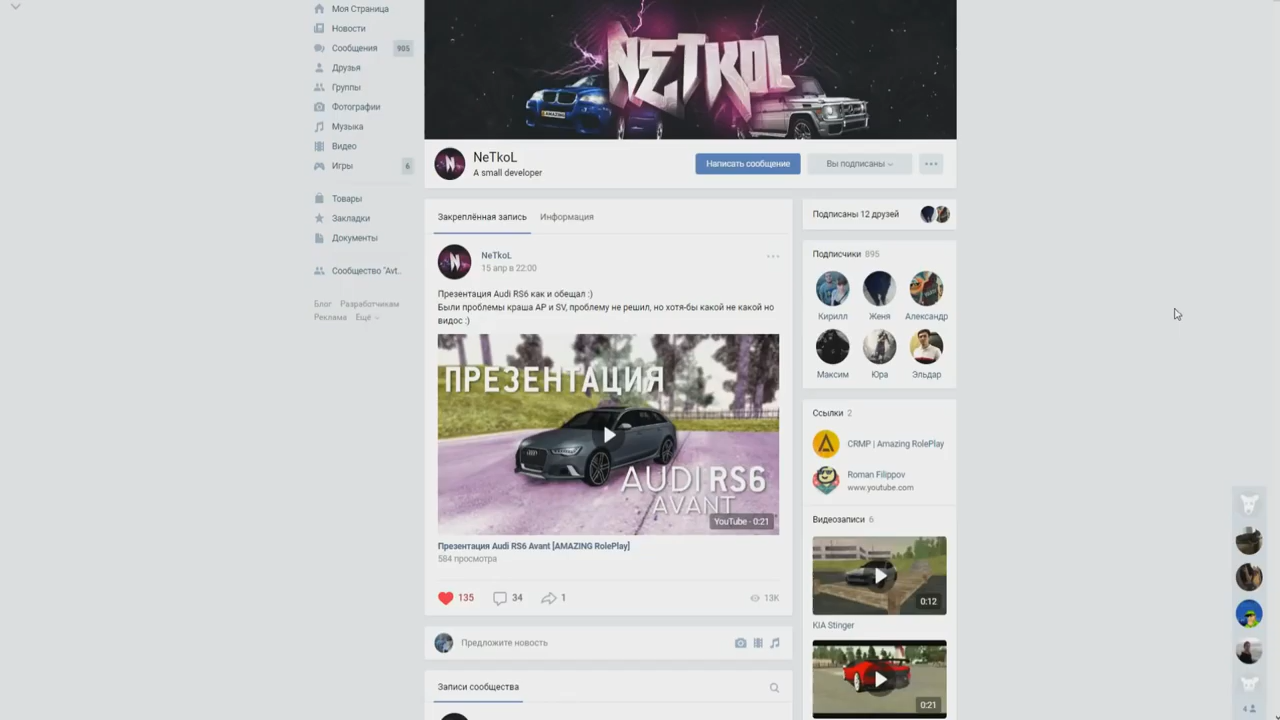 Моя Страница
Новости
Сообщения 905
Друзья
Группы
Фотографии
Музыка
Видео
Игры 6
Товары
Закладки
Документы
Сообщество "Avt..
Блог Разработчикам
Реклама Ещё
NETKOL
AMAZING
NeTkoL
A small developer
Написать сообщение
Вы подписаны
Закреплённая запись Информация
NeTkoL
15 апр в 22:00
Презентация Audi RS6 как и обещал :)
Были проблемы краша AP и SV, проблему не решил, но хотя-бы какой не какой но
видос :)
ПРЕЗЕНТАЦИЯ
AUDI RS6
AVANT
YouTube · 0:21
Презентация Audi RS6 Avant [AMAZING RolePlay]
584 просмотра
135 34 1 13K
Предложите новость
Записи сообщества
Подписаны 12 друзей
Подписчики 895
Кирилл Женя Александр
Максим Юра Эльдар
Ссылки 2
CRMP | Amazing RolePlay
Roman Filippov
www.youtube.com
Видеозаписи 6
0:12
KIA Stinger
0:21
4